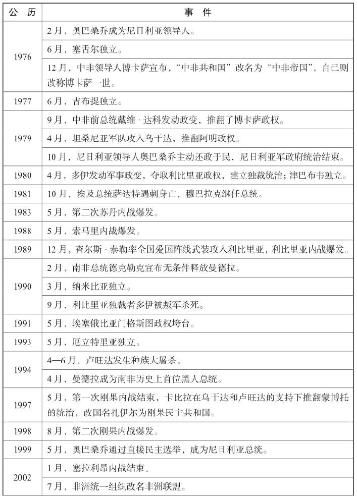 公 历 事 件
1976
2 月，奥巴桑乔成为尼日利亚领导人。
6 月，塞舌尔独立。
12 月，中非领导人博卡萨宣布，“中非共和国”改名为“中非帝国”，自己则
改称博卡萨一世。
1977 6 月，吉布提独立。
1979
9 月，中非前总统戴维·达科发动政变，推翻了博卡萨政权。
4 月，坦桑尼亚军队攻入乌干达，推翻阿明政权。
10 月，尼日利亚领导人奥巴桑乔主动还政于民，尼日利亚军政府统治结束。
1980 4 月，多伊发动军事政变，夺取利比里亚政权，建立独裁统治；津巴布韦独立。
1981 10 月，埃及总统萨达特遇刺身亡，穆巴拉克继任总统。
1983 5 月，第二次苏丹内战爆发。
1988 5 月，索马里内战爆发。
1989 12 月，查尔斯·泰勒率全国爱国阵线武装攻入利比里亚，利比里亚内战爆发。
1990
2 月，南非总统德克勒克宣布无条件释放曼德拉。
3 月，纳米比亚独立。
9 月，利比里亚独裁者多伊被叛军杀死。
1991 5 月，埃塞俄比亚门格斯图政权垮台。
1993 5 月，厄立特里亚独立。
1994
4—6 月，卢旺达发生种族大屠杀。
4 月，曼德拉成为南非历史上首位黑人总统。
1997
5 月，第一次刚果内战结束，卡比拉在乌干达和卢旺达的支持下推翻蒙博托
的统治，改国名扎伊尔为刚果民主共和国。
1998 8 月，第二次刚果内战爆发。
1999 5 月，奥巴桑乔通过直接民主选举，成为尼日利亚总统。
2002
1 月，塞拉利昂内战结束。
7 月，非洲统一组织改名非洲联盟。